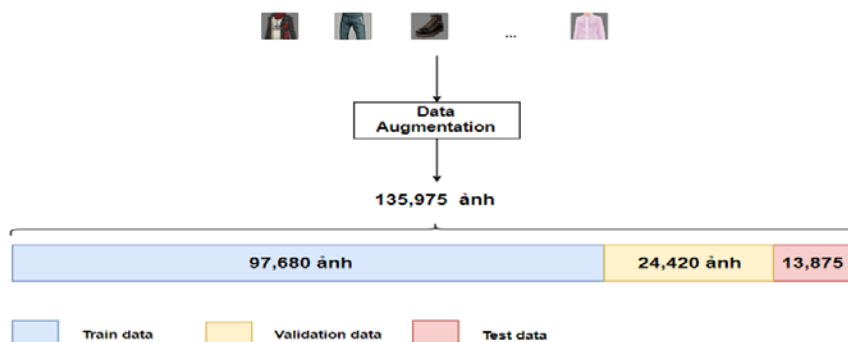 ...
Data
Augmentation
135,975 ảnh
97,680 ảnh
24,420 ảnh
13,875
Train data
Validation data
Test data